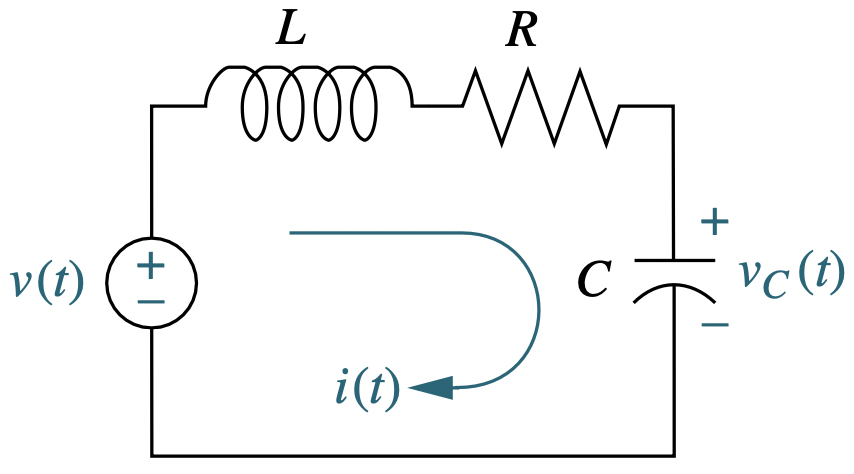 L R
+
v(t) + − C v_C(t)
−
i(t)